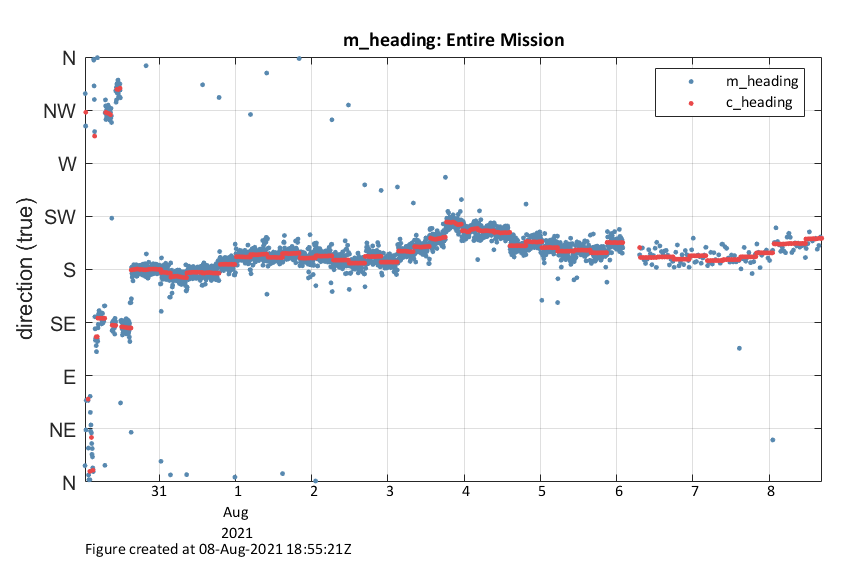 m_heading: Entire Mission
N
NW
W
SW
S
SE
E
NE
N
direction (true)
m_heading
c_heading
31 1 2 3 4 5 6 7 8
Aug
2021
Figure created at 08-Aug-2021 18:55:21Z